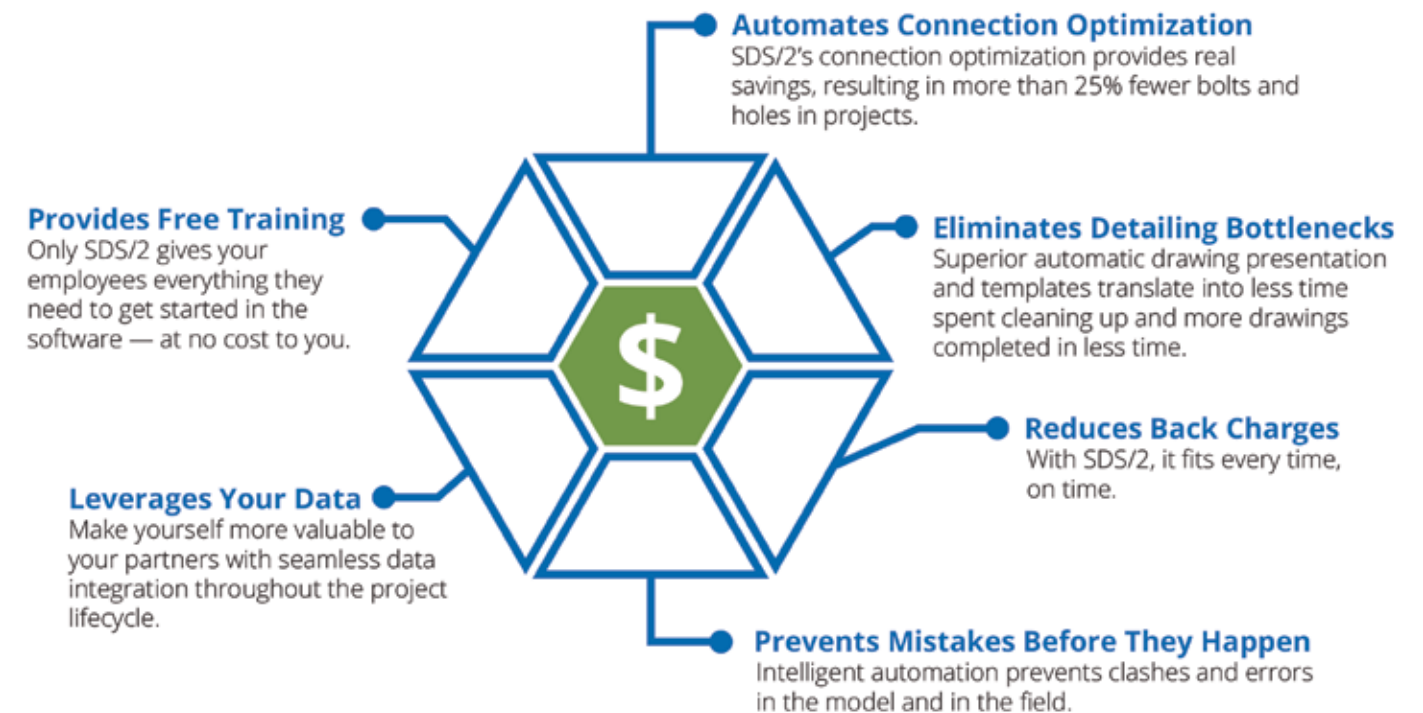 Automates Connection Optimization
SDS/2's connection optimization provides real
savings, resulting in more than 25% fewer bolts and
holes in projects.
Provides Free Training
Only SDS/2 gives your
employees everything they
need to get started in the
software — at no cost to you.
Eliminates Detailing Bottlenecks
Superior automatic drawing presentation
and templates translate into less time
spent cleaning up and more drawings
completed in less time.
$
Reduces Back Charges
With SDS/2, it fits every time,
on time.
Leverages Your Data
Make yourself more valuable to
your partners with seamless data
integration throughout the project
lifecycle.
Prevents Mistakes Before They Happen
Intelligent automation prevents clashes and errors
in the model and in the field.